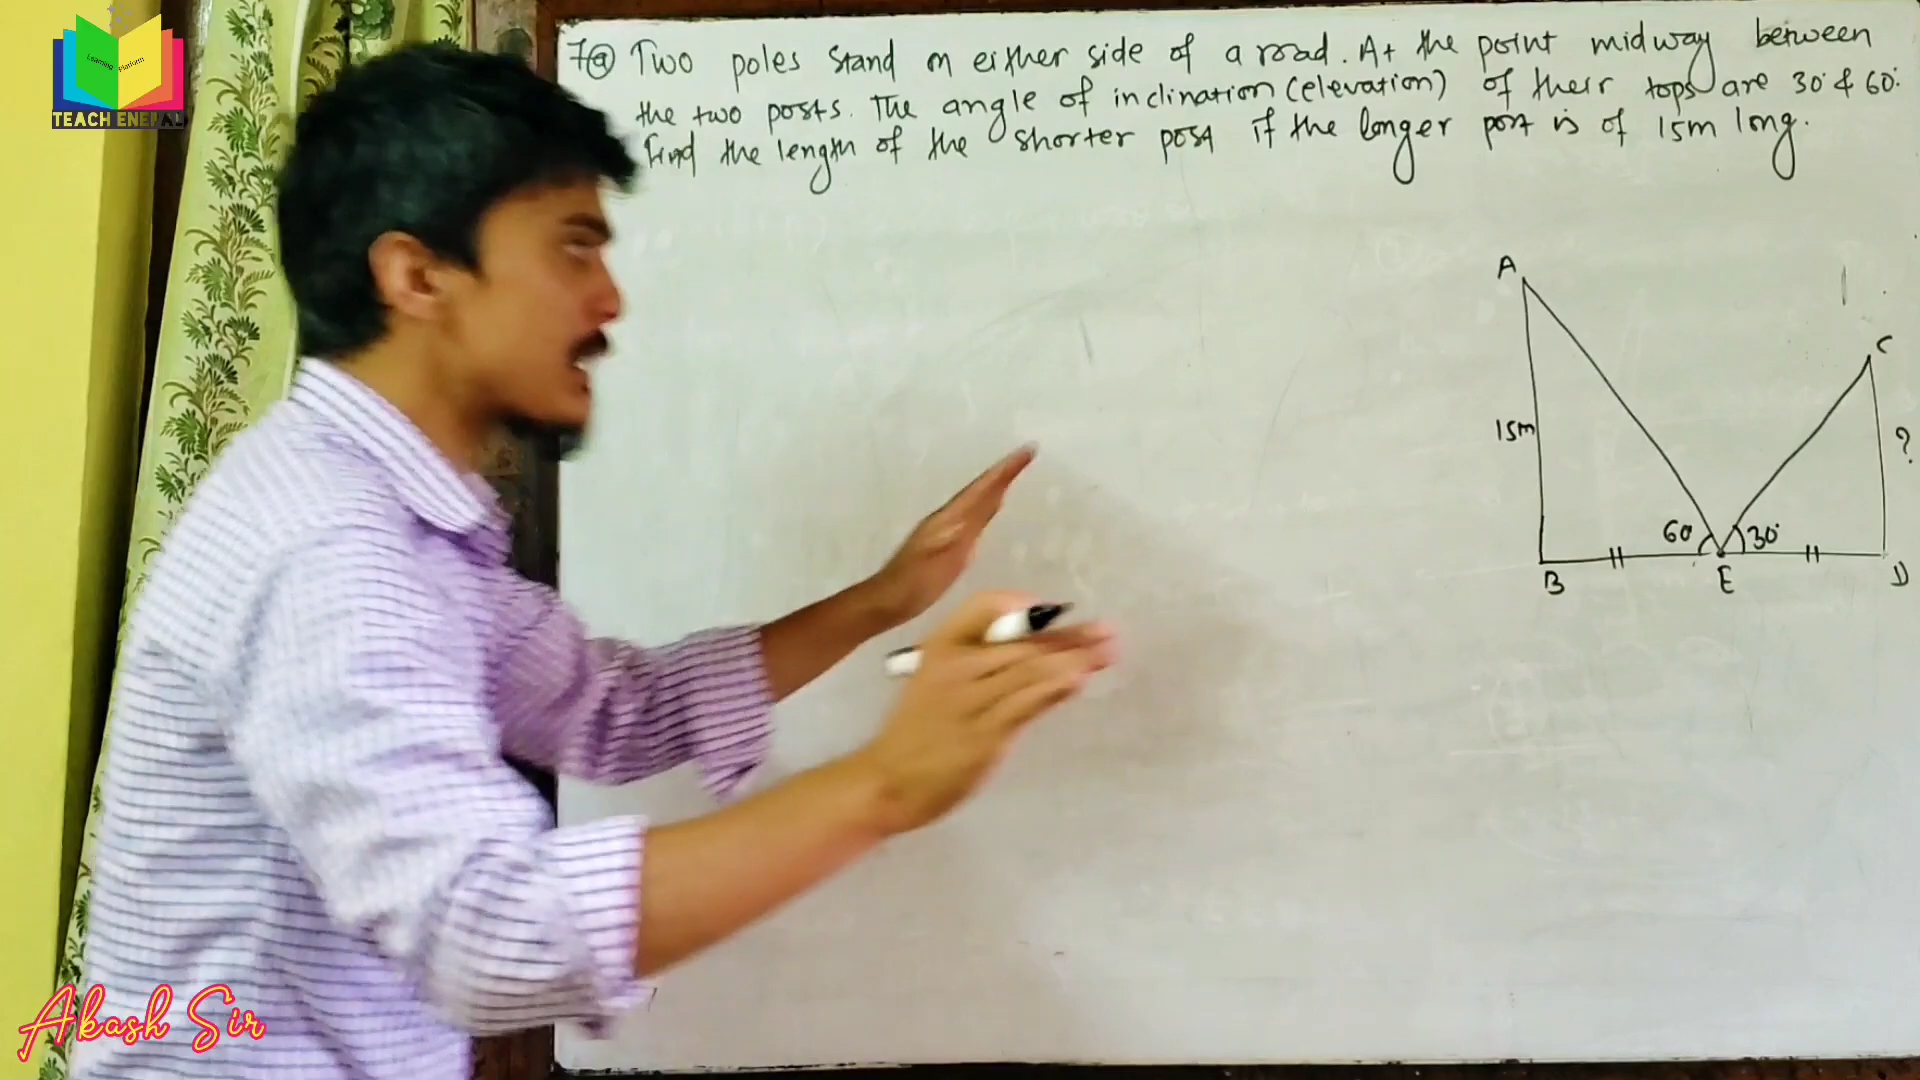 Learning Platform
TEACH ENEPAL
7(a) Two poles stand on either side of a road. At the point midway between
the two posts. The angle of inclination (elevation) of their tops are 30° & 60°.
Find the length of the shorter post if the longer post is of 15m long.
A
C
15m
?
60° 30°
B E D
Akash Sir